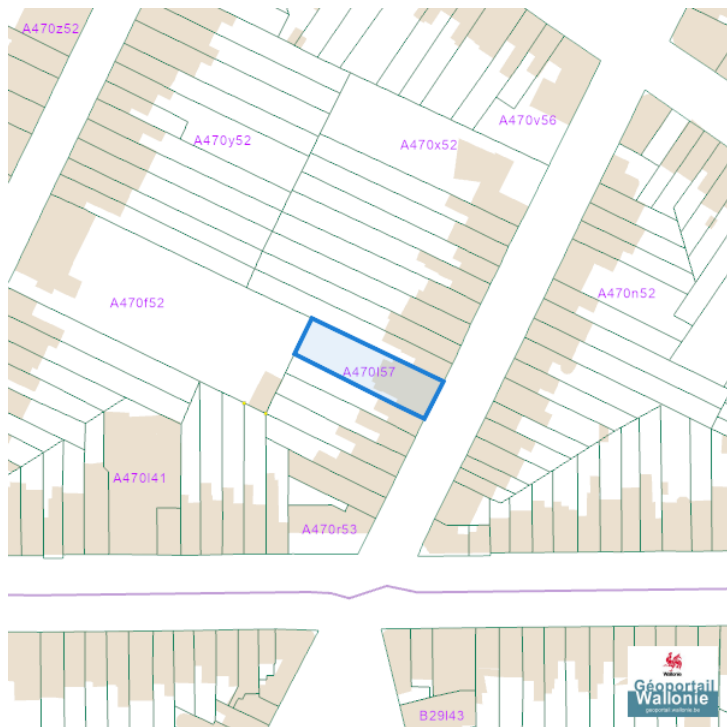 A470z52
A470v56
A470y52
A470x52
A470n52
A470f52
A470l57
A470l41
A470r53
Wallonie
Géoportail
Wallonie
geoportail.wallonie.be
B29l43